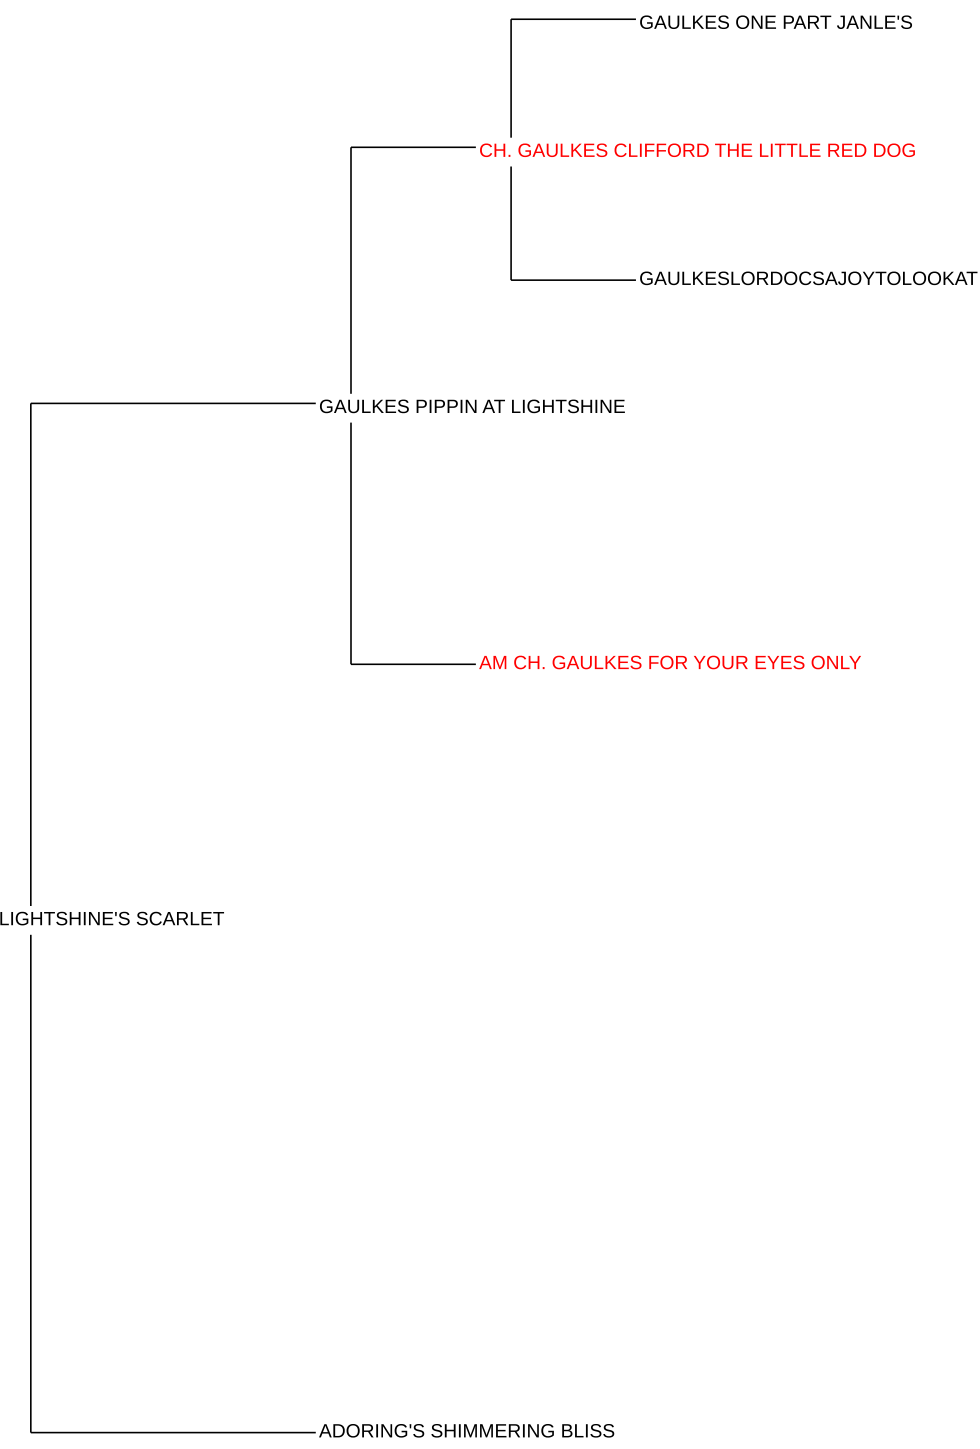 GAULKES ONE PART JANLE'S
CH. GAULKES CLIFFORD THE LITTLE RED DOG
GAULKESLORDOCSAJOYTOLOOKAT
GAULKES PIPPIN AT LIGHTSHINE
AM CH. GAULKES FOR YOUR EYES ONLY
LIGHTSHINE'S SCARLET
ADORING'S SHIMMERING BLISS